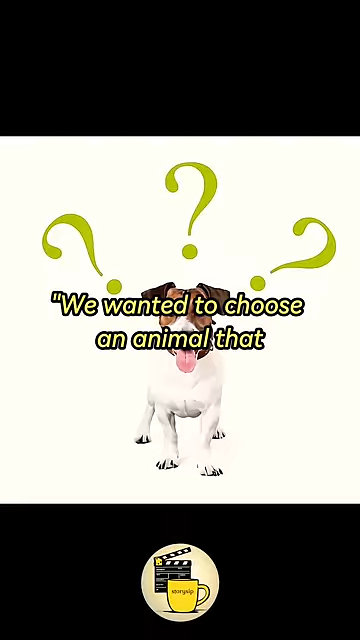 ?
?
?
"We wanted to choose
an animal that
storysip